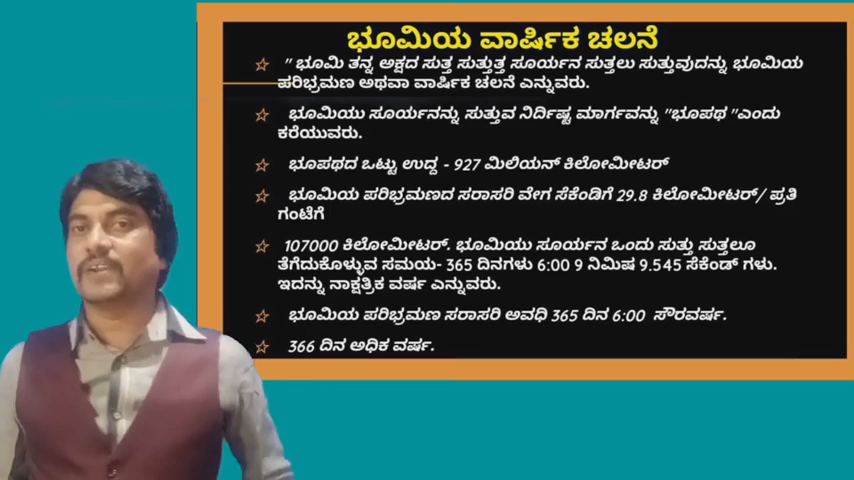 ಭೂಮಿಯ ವಾರ್ಷಿಕ ಚಲನೆ
" ಭೂಮಿ ತನ್ನ ಅಕ್ಷದ ಸುತ್ತ ಸುತ್ತುತ್ತ ಸೂರ್ಯನ ಸುತ್ತಲು ಸುತ್ತುವುದನ್ನು ಭೂಮಿಯ
ಪರಿಭ್ರಮಣ ಅಥವಾ ವಾರ್ಷಿಕ ಚಲನೆ ಎನ್ನುವರು.
ಭೂಮಿಯು ಸೂರ್ಯನನ್ನು ಸುತ್ತುವ ನಿರ್ದಿಷ್ಟ ಮಾರ್ಗವನ್ನು "ಭೂಪಥ "ಎಂದು
ಕರೆಯುವರು.
ಭೂಪಥದ ಒಟ್ಟು ಉದ್ದ - 927 ಮಿಲಿಯನ್ ಕಿಲೋಮೀಟರ್
ಭೂಮಿಯ ಪರಿಭ್ರಮಣದ ಸರಾಸರಿ ವೇಗ ಸೆಕೆಂಡಿಗೆ 29.8 ಕಿಲೋಮೀಟರ್/ ಪ್ರತಿ
ಗಂಟೆಗೆ
107000 ಕಿಲೋಮೀಟರ್. ಭೂಮಿಯು ಸೂರ್ಯನ ಒಂದು ಸುತ್ತು ಸುತ್ತಲೂ
ತೆಗೆದುಕೊಳ್ಳುವ ಸಮಯ- 365 ದಿನಗಳು 6:00 9 ನಿಮಿಷ 9.545 ಸೆಕೆಂಡ್ ಗಳು.
ಇದನ್ನು ನಾಕ್ಷತ್ರಿಕ ವರ್ಷ ಎನ್ನುವರು.
ಭೂಮಿಯ ಪರಿಭ್ರಮಣ ಸರಾಸರಿ ಅವಧಿ 365 ದಿನ 6:00 ಸೌರವರ್ಷ.
366 ದಿನ ಅಧಿಕ ವರ್ಷ.